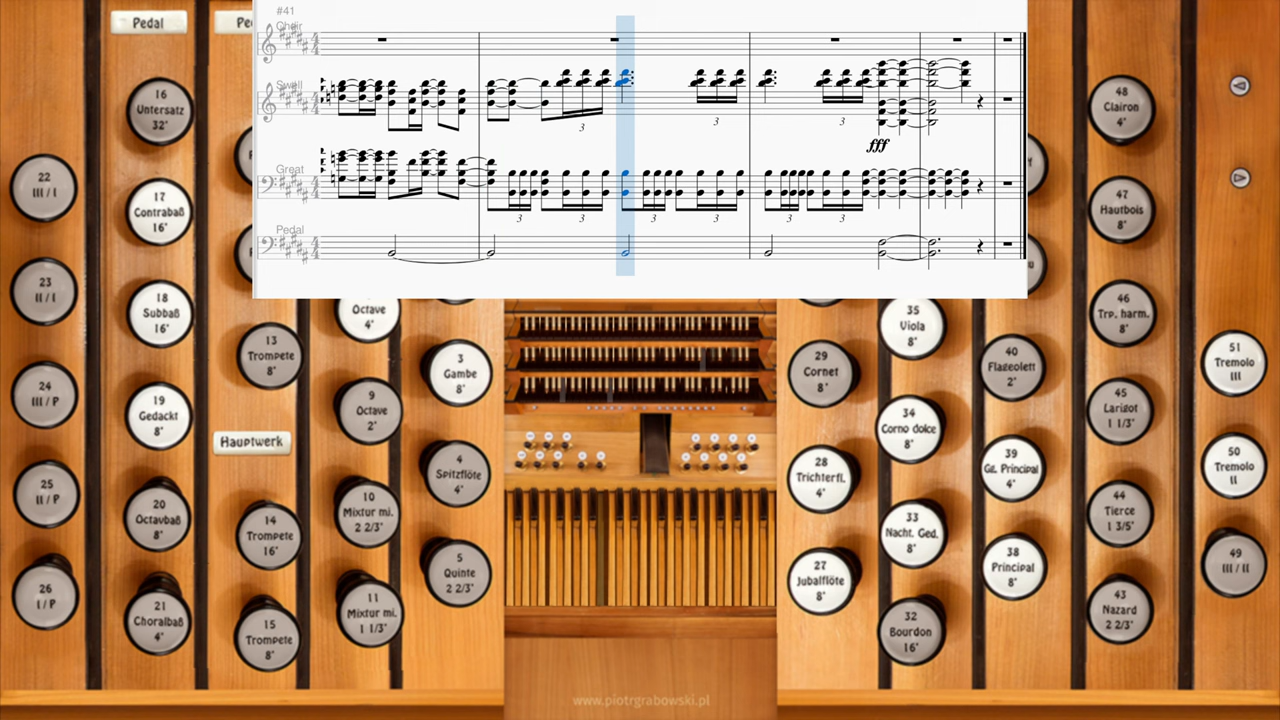 #41
Choir
Swell
Great
Pedal
3
3
3
3
3
3
3
3
3
fff
Pedal
Pe
16
Untersatz
32'
17
Contrabaß
16'
18
Subbaß
16'
19
Gedackt
8'
20
Octavbaß
8'
21
Choralbaß
4'
22
III / I
23
II / I
24
III / P
25
II / P
26
I / P
13
Trompete
8'
Hauptwerk
14
Trompete
16'
15
Trompete
8'
Octave
4'
9
Octave
2'
10
Mixtur mi.
2 2/3'
11
Mixtur mi.
1 1/3'
3
Gambe
8'
4
Spitzflöte
4'
5
Quinte
2 2/3'
29
Cornet
8'
28
Trichterfl.
4'
27
Jubalflöte
8'
35
Viola
8'
34
Corno dolce
8'
33
Nacht. Ged.
8'
32
Bourdon
16'
40
Flageolett
2'
39
Gg. Principal
4'
38
Principal
8'
48
Clairon
4'
47
Hautbois
8'
46
Trp. harm.
8'
45
Larigot
1 1/3'
44
Tierce
1 3/5'
43
Nazard
2 2/3'
51
Tremolo
III
50
Tremolo
II
49
III / II
www.piotrgrabowski.pl